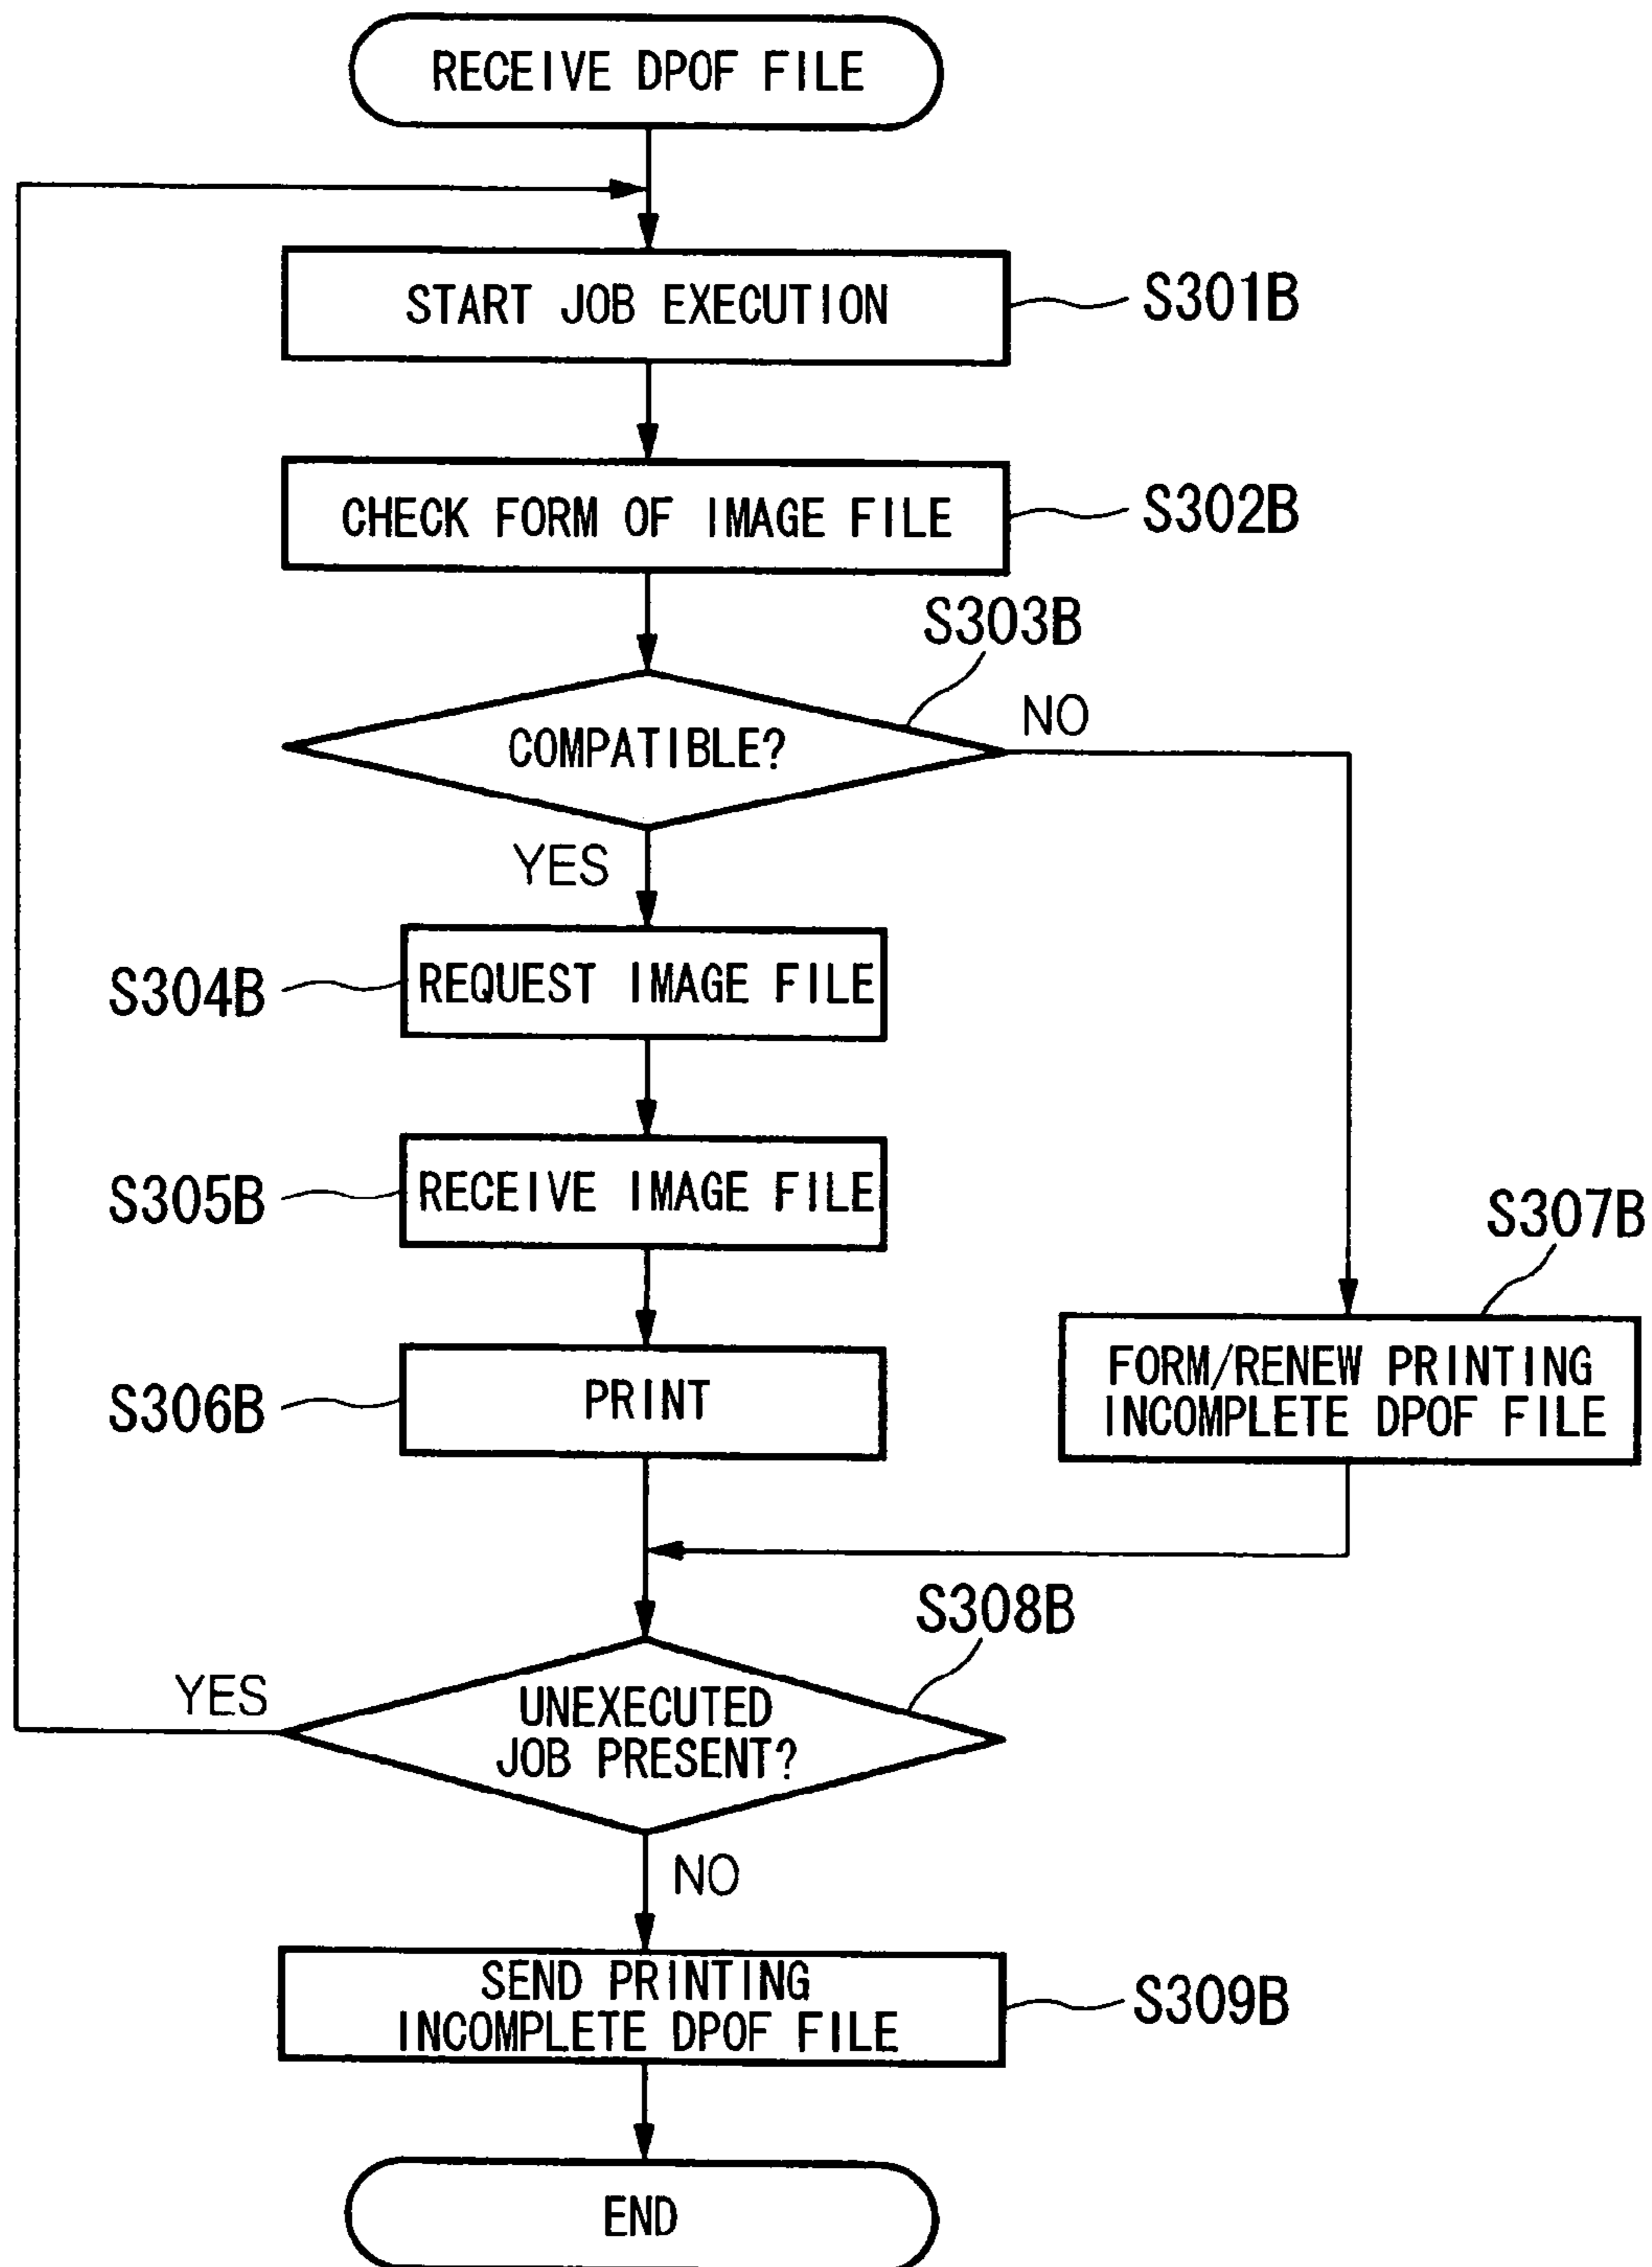 RECEIVE DPOF FILE
START JOB EXECUTION
S301B
CHECK FORM OF IMAGE FILE
S302B
S303B
COMPATIBLE?
NO
YES
S304B
REQUEST IMAGE FILE
S305B
RECEIVE IMAGE FILE
S307B
S306B
PRINT
FORM/RENEW PRINTING
INCOMPLETE DPOF FILE
S308B
YES
UNEXECUTED
JOB PRESENT?
NO
SEND PRINTING
INCOMPLETE DPOF FILE
S309B
END